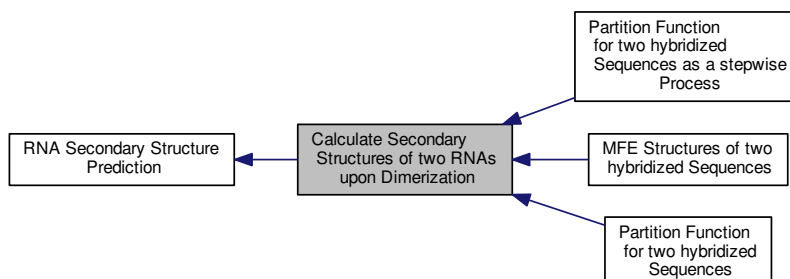 RNA Secondary Structure
Prediction
Calculate Secondary
Structures of two RNAs
upon Dimerization
Partition Function
for two hybridized
Sequences as a stepwise
Process
MFE Structures of two
hybridized Sequences
Partition Function
for two hybridized
Sequences